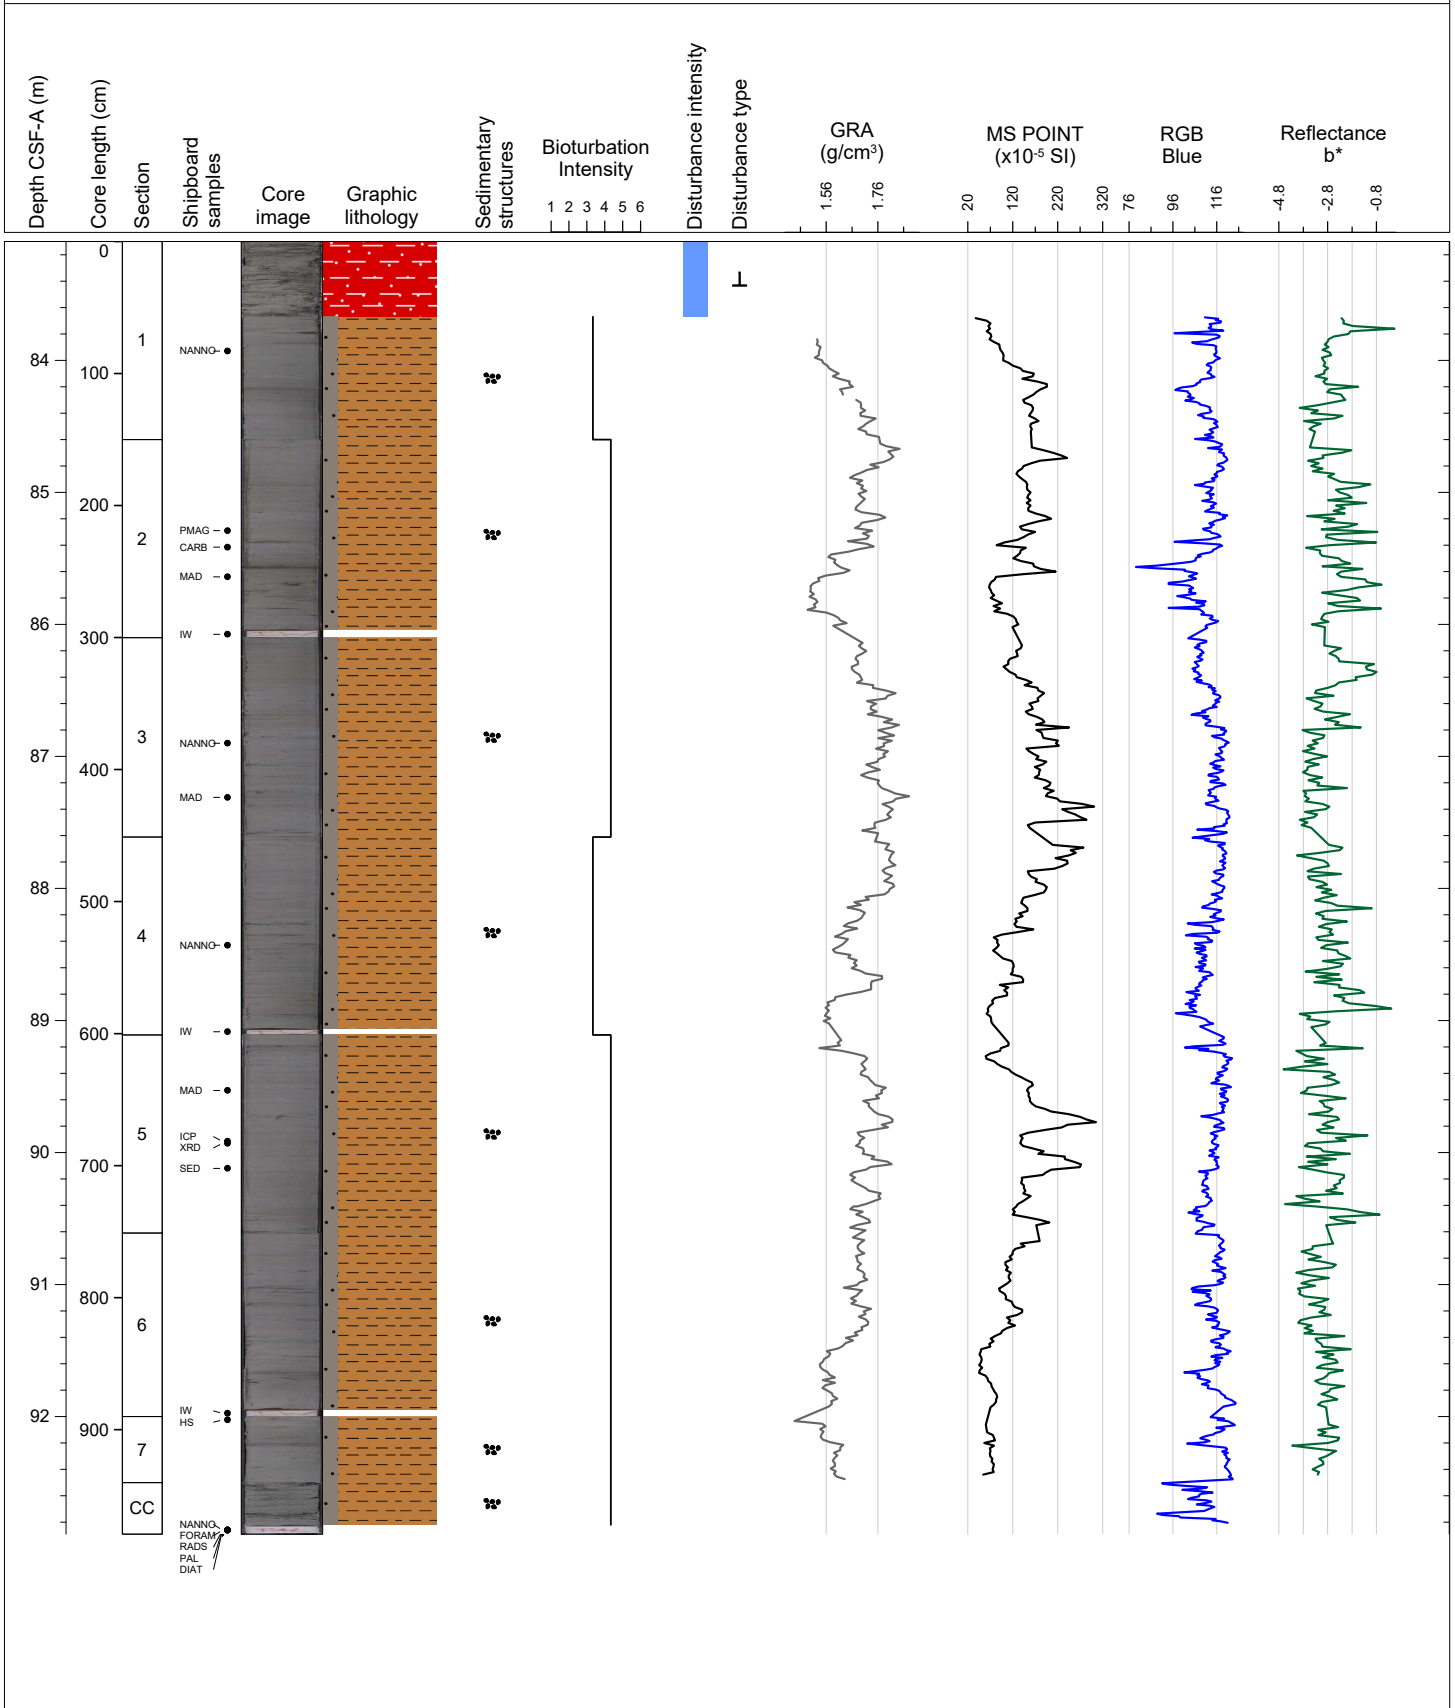 Depth CSF-A (m)
Core length (cm)
Section
Shipboard
samples
Core
image
Graphic
lithology
Sedimentary
structures
Bioturbation
Intensity
1 2 3 4 5 6
Disturbance intensity
Disturbance type
GRA
(g/cm³)
1.56 1.76
MS POINT
(x10⁻⁵ SI)
20 120 220 320
RGB
Blue
76 96 116
Reflectance
b*
-4.8 -2.8 -0.8
0
1
NANNO
84
100
85
200
PMAG
2
CARB
MAD
86
IW
300
3
NANNO
87
400
MAD
88
500
4
NANNO
89
IW
600
MAD
5
ICP
XRD
90
700
SED
91
800
6
IW
92
HS
900
7
CC
NANNO
FORAM
RADS
PAL
DIAT